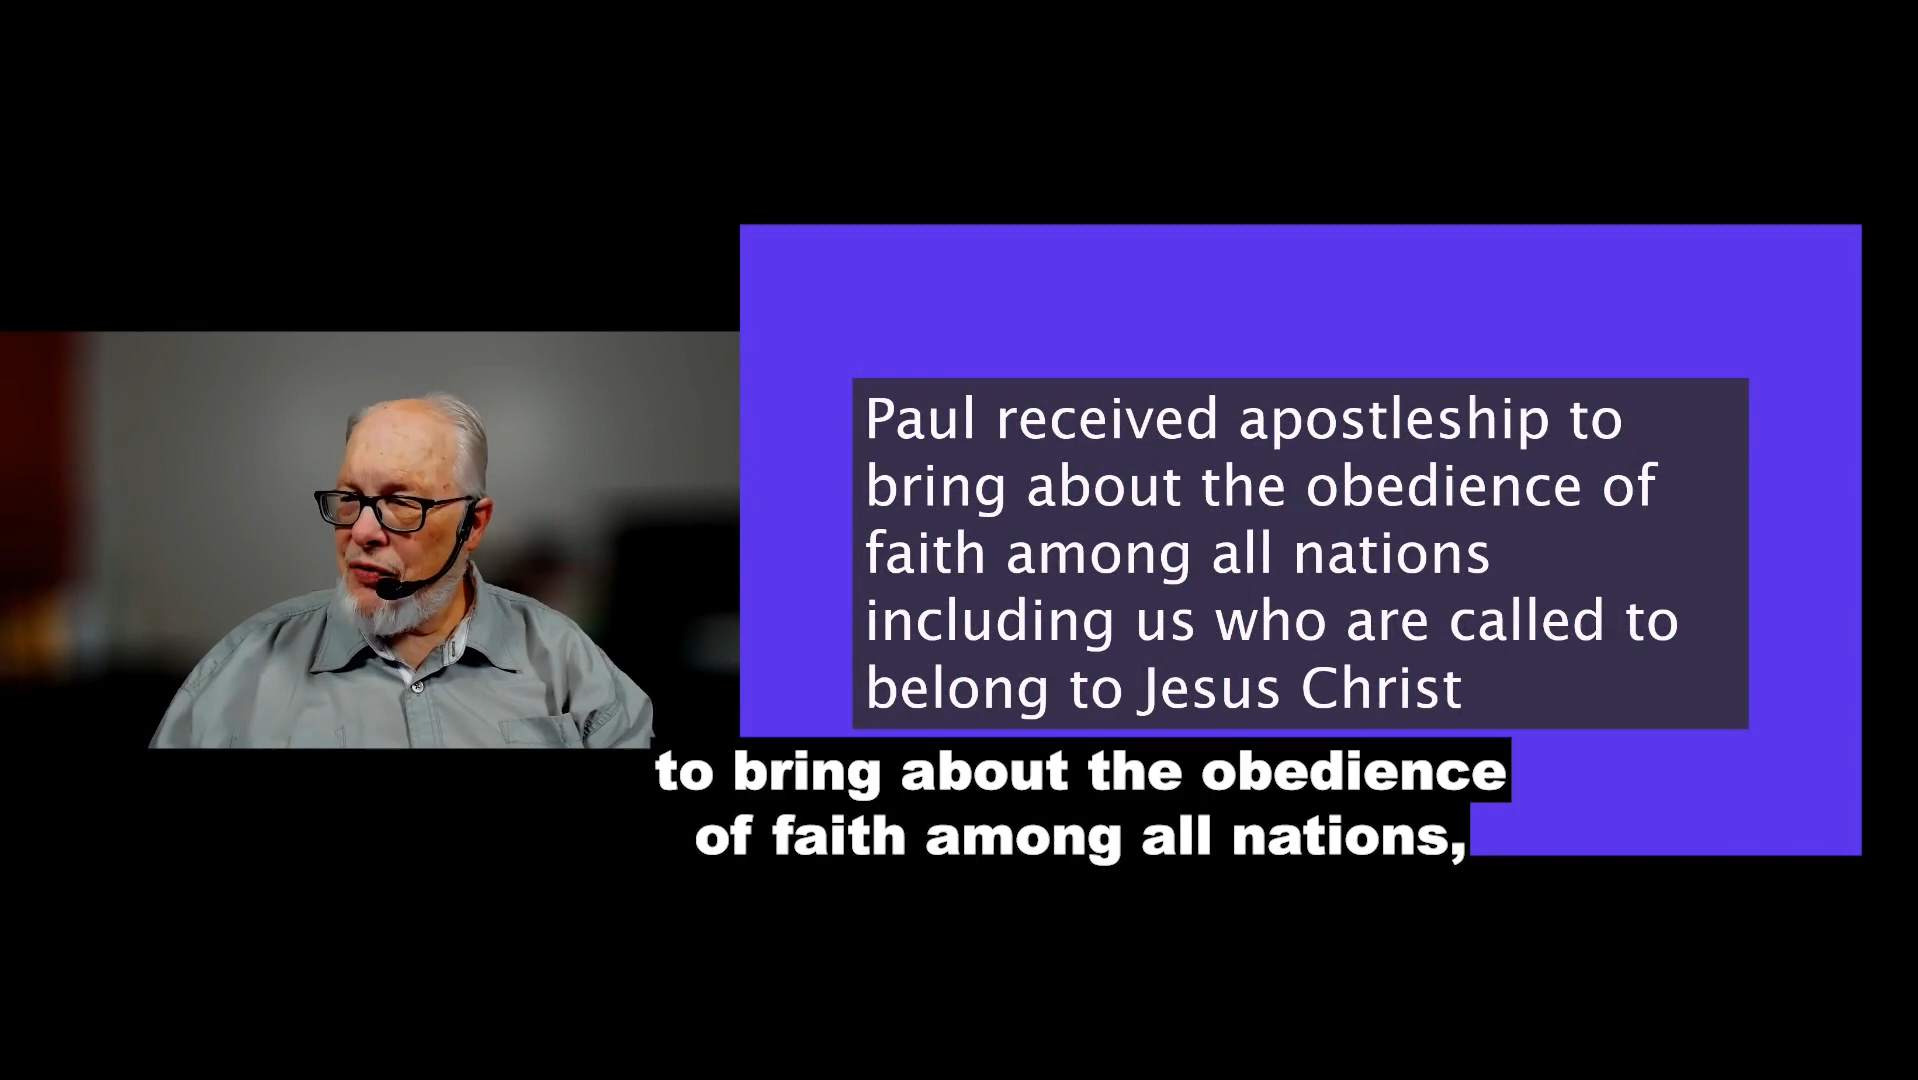 Paul received apostleship to
bring about the obedience of
faith among all nations
including us who are called to
belong to Jesus Christ
to bring about the obedience
of faith among all nations,